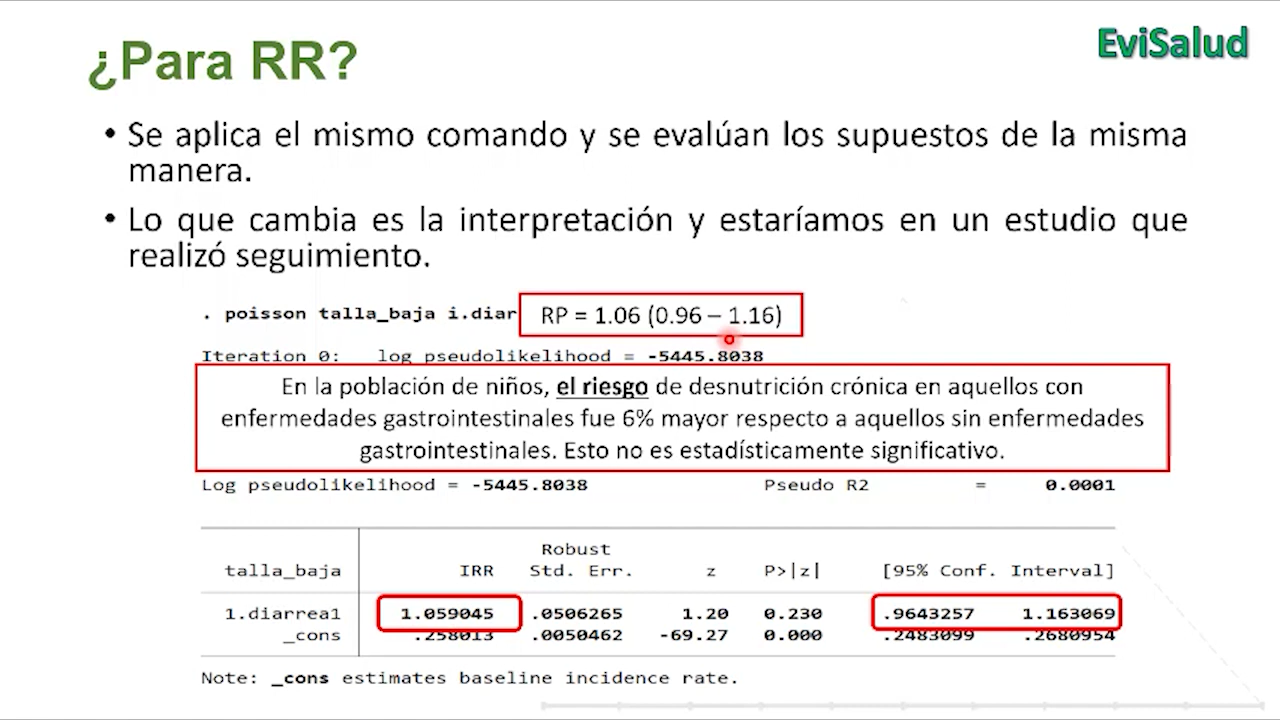 ¿Para RR?
EviSalud
• Se aplica el mismo comando y se evalúan los supuestos de la misma
manera.
• Lo que cambia es la interpretación y estaríamos en un estudio que
realizó seguimiento.
. poisson talla_baja i.diar
RP = 1.06 (0.96 – 1.16)
Iteration 0: log pseudolikelihood = -5445.8038
En la población de niños, el riesgo de desnutrición crónica en aquellos con
enfermedades gastrointestinales fue 6% mayor respecto a aquellos sin enfermedades
gastrointestinales. Esto no es estadísticamente significativo.
Log pseudolikelihood = -5445.8038 Pseudo R2 = 0.0001
Robust
talla_baja IRR Std. Err. z P>|z| [95% Conf. Interval]
1.diarrea1 1.059045 .0506265 1.20 0.230 .9643257 1.163069
_cons .258013 .0050462 -69.27 0.000 .2483099 .2680954
Note: _cons estimates baseline incidence rate.